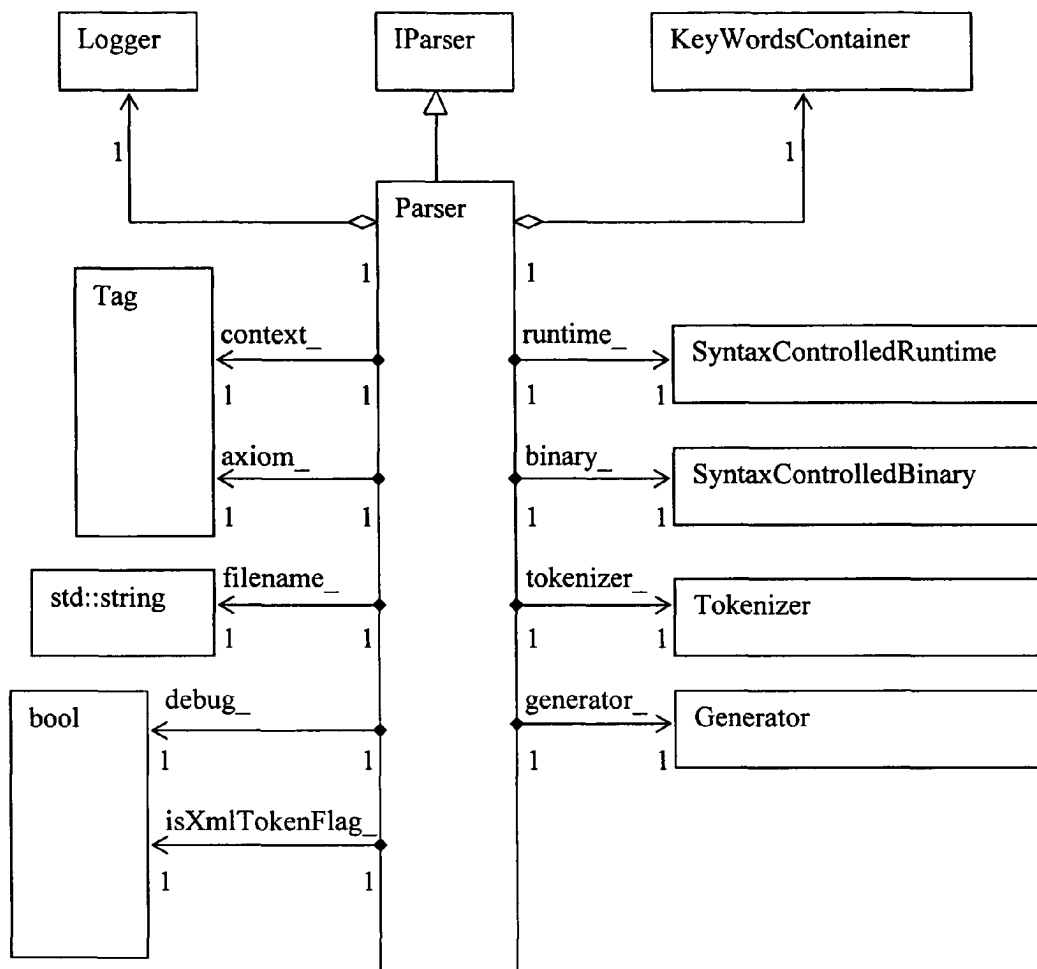 Logger
IParser
KeyWordsContainer
1
1
Parser
1
1
Tag
context_
1
1
runtime_
1
1
SyntaxControlledRuntime
axiom_
1
1
binary_
1
1
SyntaxControlledBinary
std::string
filename_
1
1
tokenizer_
1
1
Tokenizer
bool
debug_
1
1
generator_
1
1
Generator
isXmlTokenFlag_
1
1